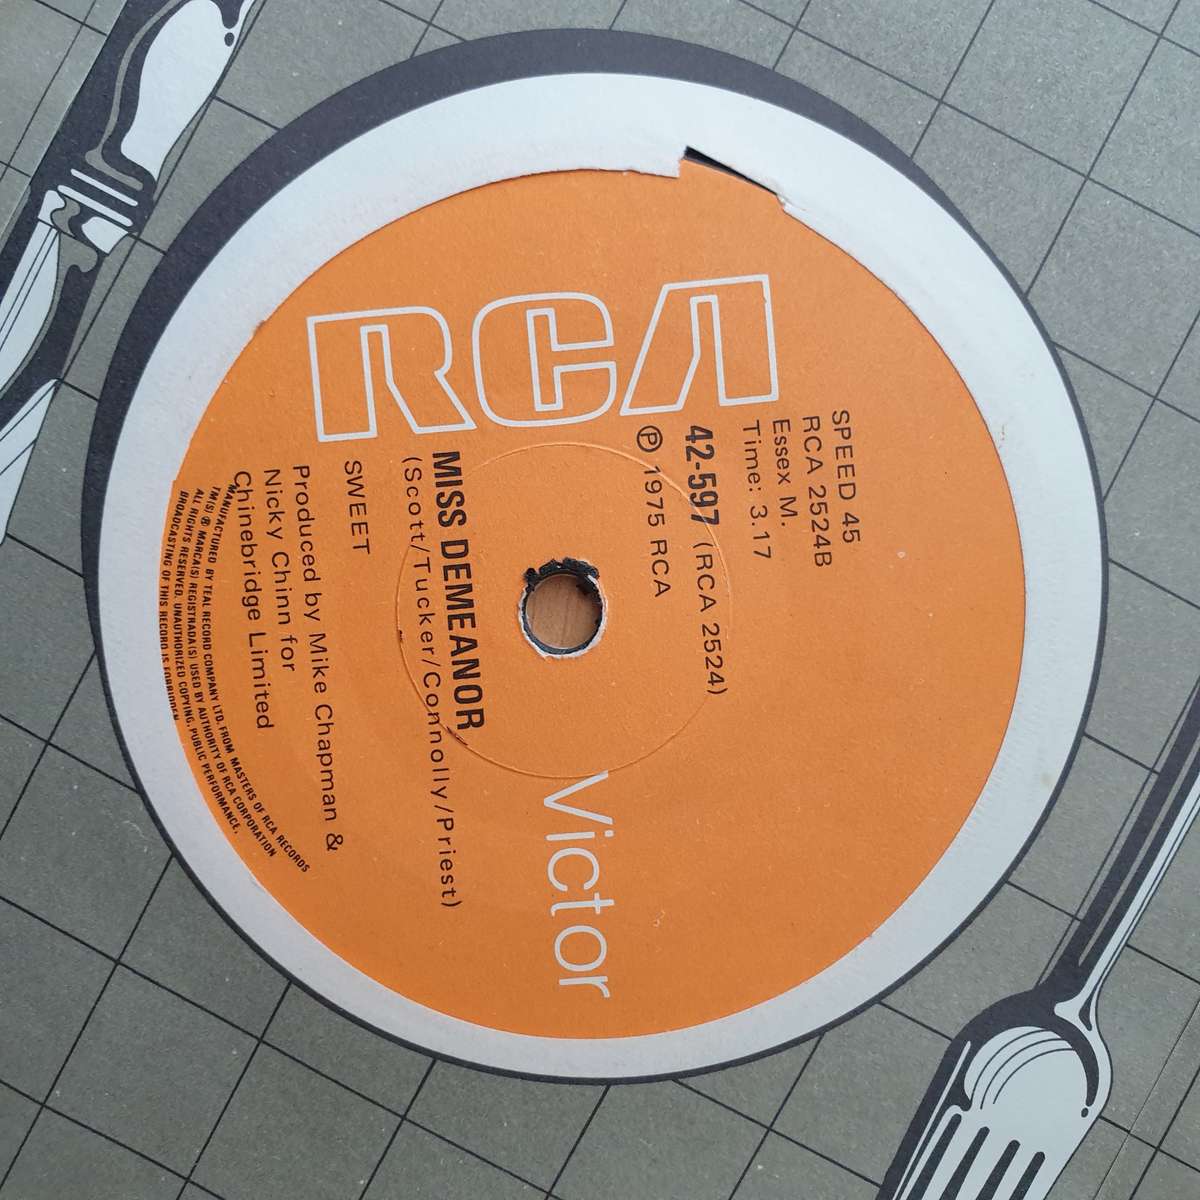 RCA
Victor
SPEED 45
RCA 2524B
Essex M.
Time: 3.17
42-597 (RCA 2524)
Ⓟ 1975 RCA
MISS DEMEANOR
(Scott/Tucker/Connolly/Priest)
SWEET
Produced by Mike Chapman &
Nicky Chinn for
Chinebridge Limited
MANUFACTURED BY TEAL RECORD COMPANY LTD. FROM MASTERS OF RCA RECORDS
TM(S) ® MARCA(S) REGISTRADA(S) USED BY AUTHORITY OF RCA CORPORATION
ALL RIGHTS RESERVED. UNAUTHORIZED COPYING, PUBLIC PERFORMANCE,
BROADCASTING OF THIS RECORD IS FORBIDDEN